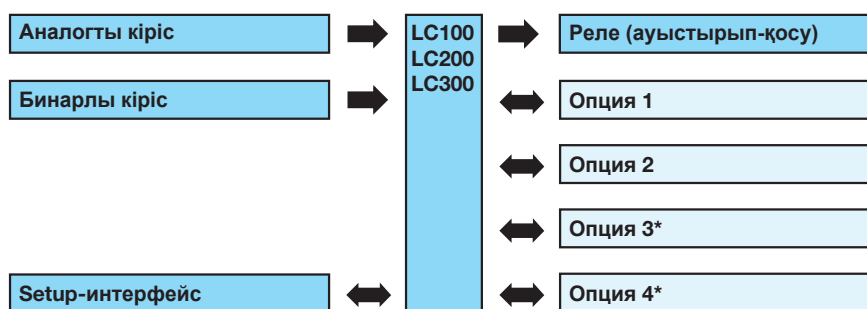 Аналогты кіріс
Бинарлы кіріс
Setup-интерфейс
LC100
LC200
LC300
Реле (ауыстырып-қосу)
Опция 1
Опция 2
Опция 3*
Опция 4*